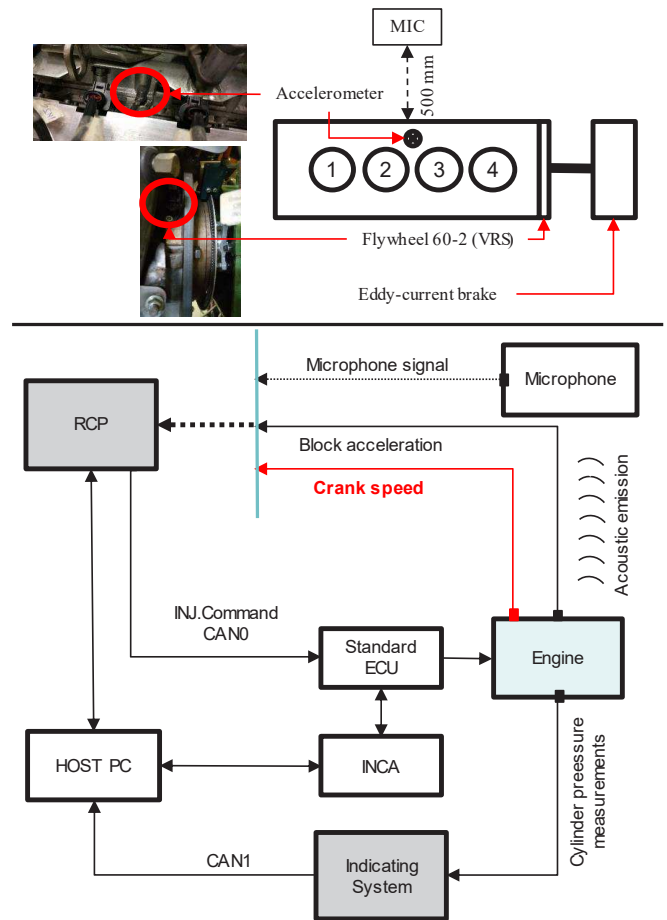 MIC
500 mm
Accelerometer
1
2
3
4
Flywheel 60-2 (VRS)
Eddy-current brake
Microphone signal
Microphone
RCP
Block acceleration
Crank speed
Acoustic emission
INJ.Command
CAN0
Standard
ECU
Engine
HOST PC
INCA
Cylinder preessure
measurements
CAN1
Indicating
System